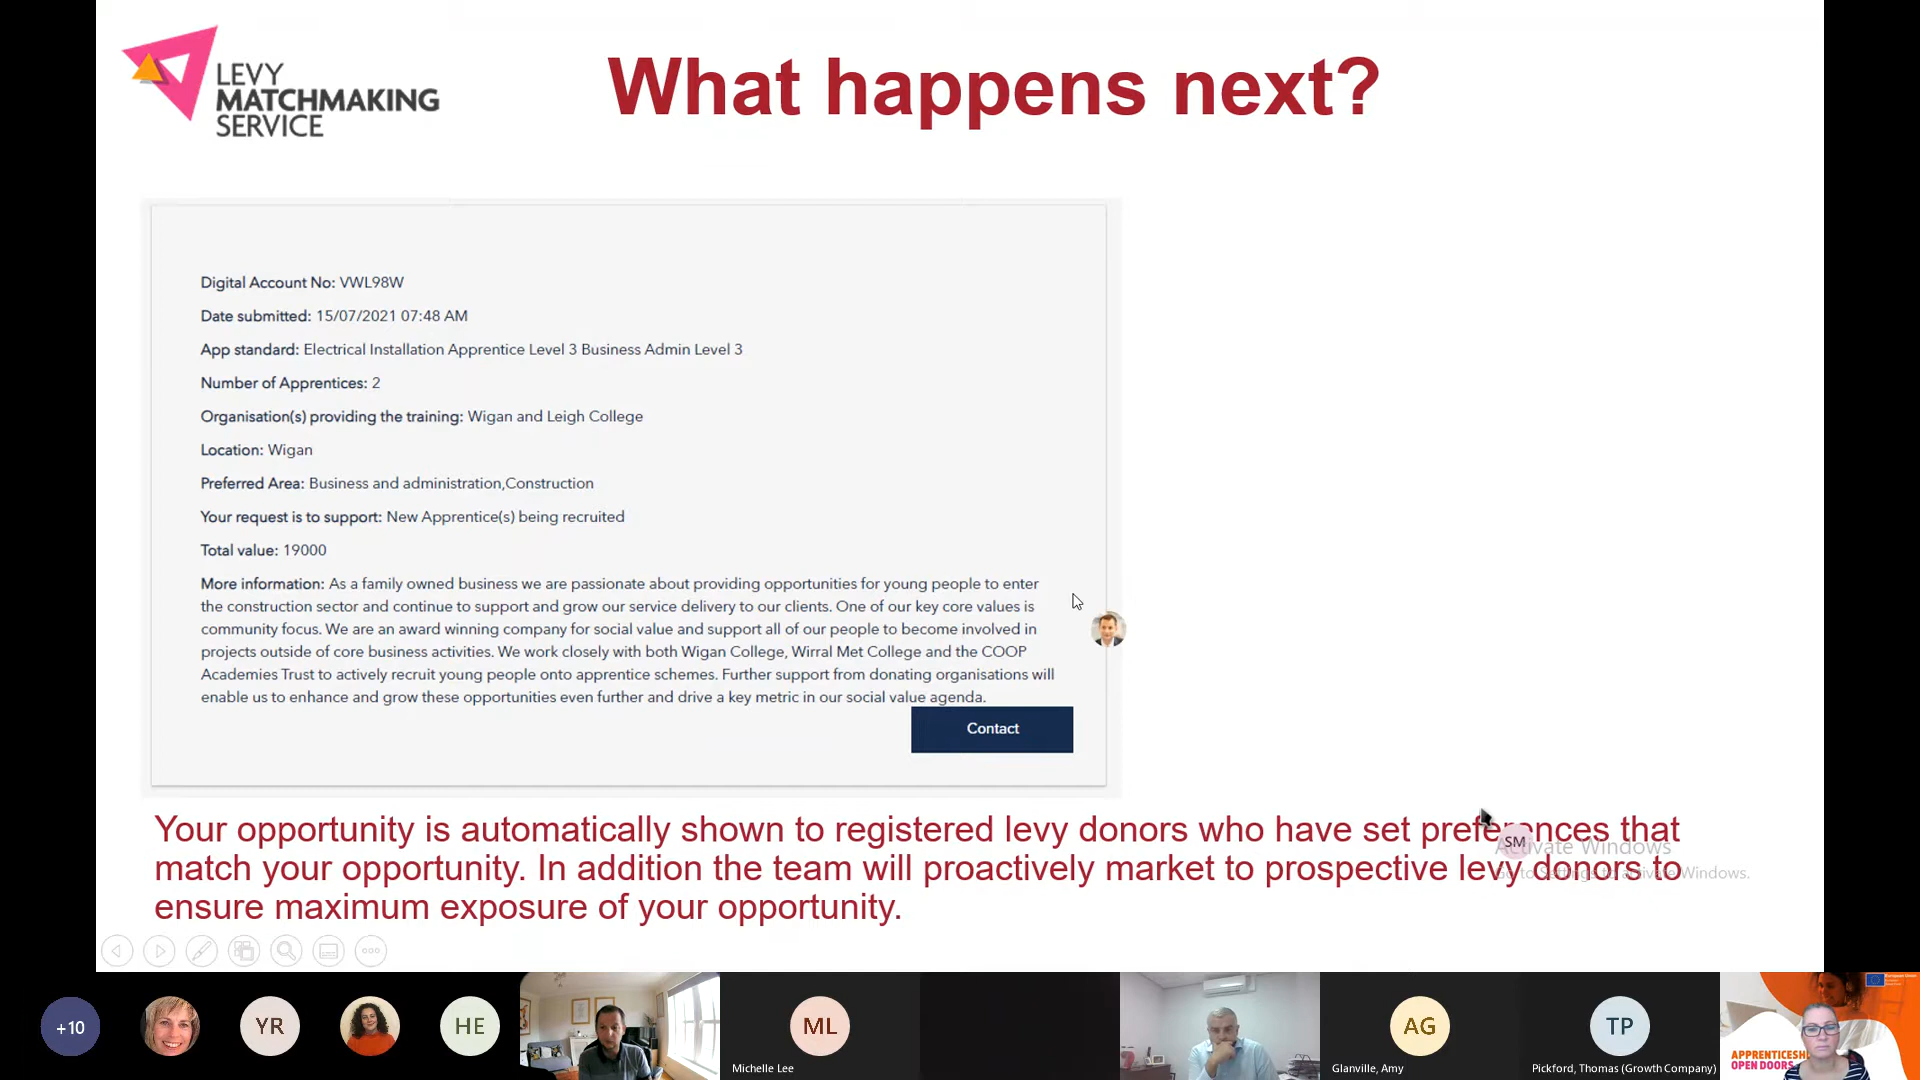 LEVY
MATCHMAKING
SERVICE
What happens next?
Digital Account No: VWL98W
Date submitted: 15/07/2021 07:48 AM
App standard: Electrical Installation Apprentice Level 3 Business Admin Level 3
Number of Apprentices: 2
Organisation(s) providing the training: Wigan and Leigh College
Location: Wigan
Preferred Area: Business and administration,Construction
Your request is to support: New Apprentice(s) being recruited
Total value: 19000
More information: As a family owned business we are passionate about providing opportunities for young people to enter
the construction sector and continue to support and grow our service delivery to our clients. One of our key core values is
community focus. We are an award winning company for social value and support all of our people to become involved in
projects outside of core business activities. We work closely with both Wigan College, Wirral Met College and the COOP
Academies Trust to actively recruit young people onto apprentice schemes. Further support from donating organisations will
enable us to enhance and grow these opportunities even further and drive a key metric in our social value agenda.
Contact
Your opportunity is automatically shown to registered levy donors who have set preferences that
match your opportunity. In addition the team will proactively market to prospective levy donors to
ensure maximum exposure of your opportunity.
SM
Activate Windows
Go to Settings to activate Windows.
+10
YR
HE
ML
Michelle Lee
AG
Glanville, Amy
TP
Pickford, Thomas (Growth Company)
OPEN DOORS